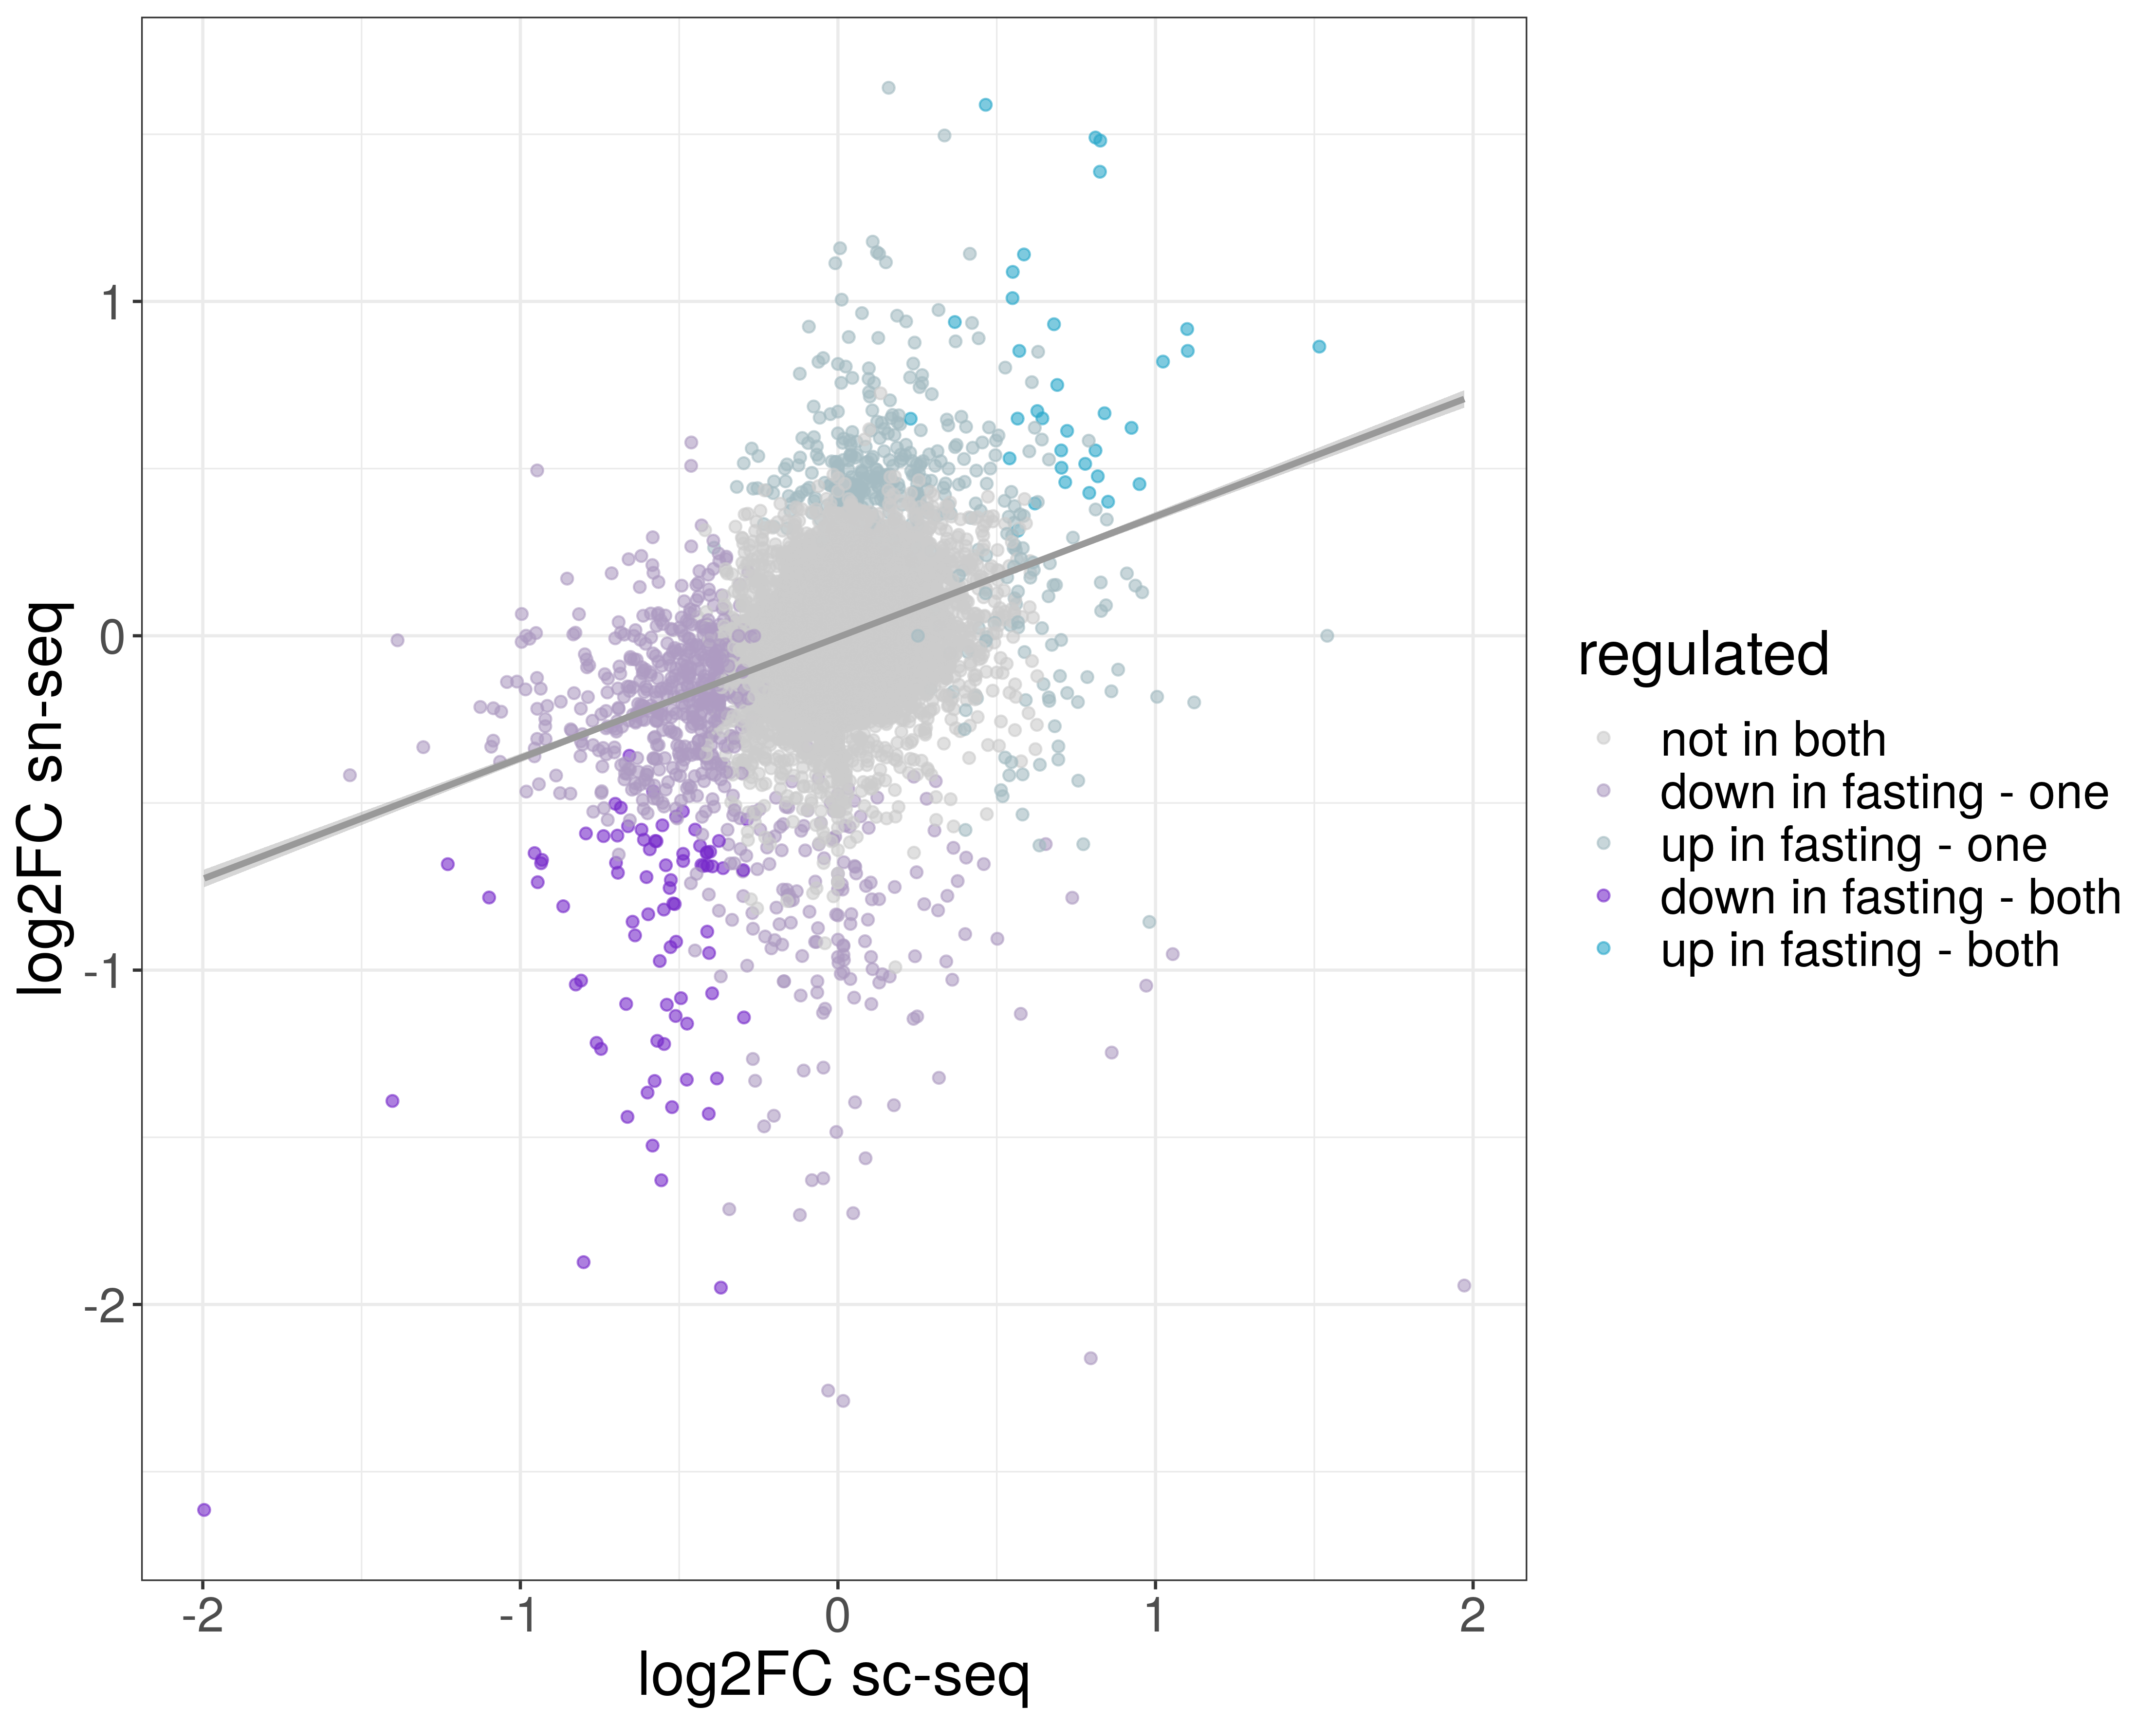 log2FC sn-seq
1
0
-1
-2
-2
-1
0
1
2
log2FC sc-seq
regulated
not in both
down in fasting - one
up in fasting - one
down in fasting - both
up in fasting - both